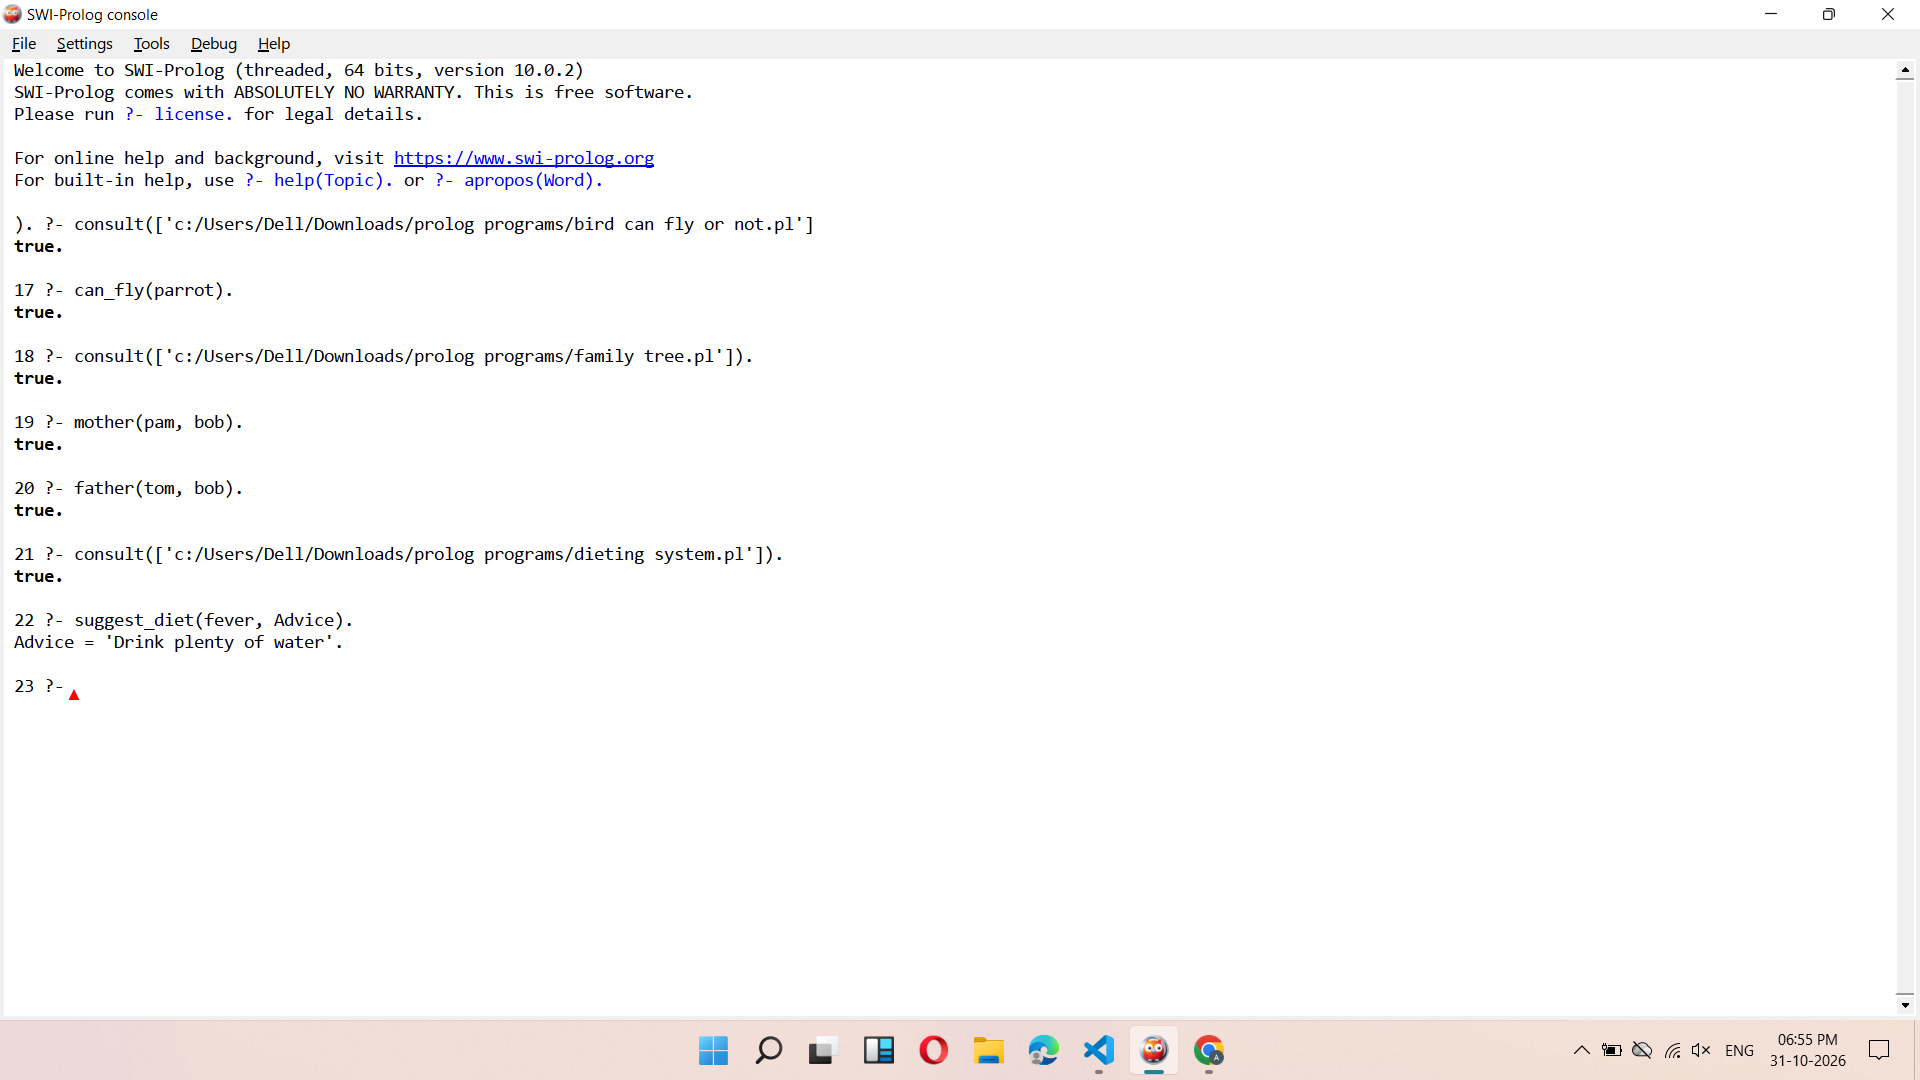 SWI-Prolog console
File Settings Tools Debug Help
Welcome to SWI-Prolog (threaded, 64 bits, version 10.0.2)
SWI-Prolog comes with ABSOLUTELY NO WARRANTY. This is free software.
Please run ?- license. for legal details.
For online help and background, visit https://www.swi-prolog.org
For built-in help, use ?- help(Topic). or ?- apropos(Word).
). ?- consult(['c:/Users/Dell/Downloads/prolog programs/bird can fly or not.pl']
true.
17 ?- can_fly(parrot).
true.
18 ?- consult(['c:/Users/Dell/Downloads/prolog programs/family tree.pl']).
true.
19 ?- mother(pam, bob).
true.
20 ?- father(tom, bob).
true.
21 ?- consult(['c:/Users/Dell/Downloads/prolog programs/dieting system.pl']).
true.
22 ?- suggest_diet(fever, Advice).
Advice = 'Drink plenty of water'.
23 ?-
A
ENG
06:55 PM
31-10-2026